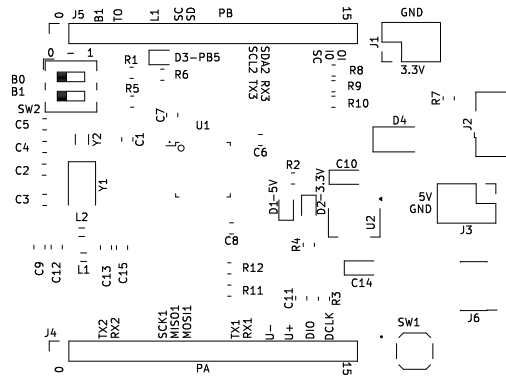 0 J5 B1 T0 L1 SC SD PB 15 GND
J1
0 - 1 R1 D3-PB5 SCL2 TX3 SDA2 RX3 SC IO OI 3.3V
B0 R6 R8
B1 R5 R9 R7
SW2 C7 R10 J2
C5 U1 D4
C4 Y2 C1 C6
C2 R2 C10
Y1 D1-5V D2-3.3V 5V
C3 GND
L2 U2 J3
C8 R4
C9 C12 L1 C13 C15 R12 C14
R11 C11 R3
J4 TX2 RX2 SCK1 MISO1 MOSI1 TX1 RX1 U- U+ DIO DCLK SW1 J6
0 PA 15